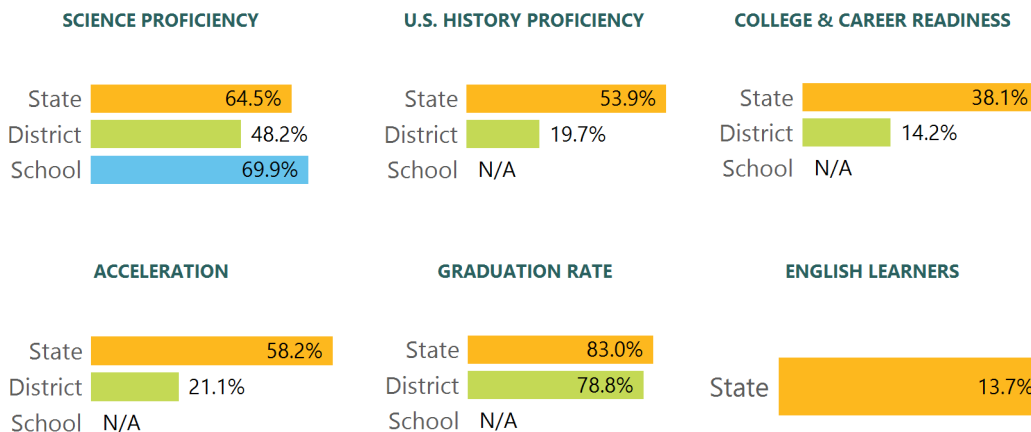 SCIENCE PROFICIENCY
State 64.5%
District 48.2%
School 69.9%
U.S. HISTORY PROFICIENCY
State 53.9%
District 19.7%
School N/A
COLLEGE & CAREER READINESS
State 38.1%
District 14.2%
School N/A
ACCELERATION
State 58.2%
District 21.1%
School N/A
GRADUATION RATE
State 83.0%
District 78.8%
School N/A
ENGLISH LEARNERS
State 13.7%